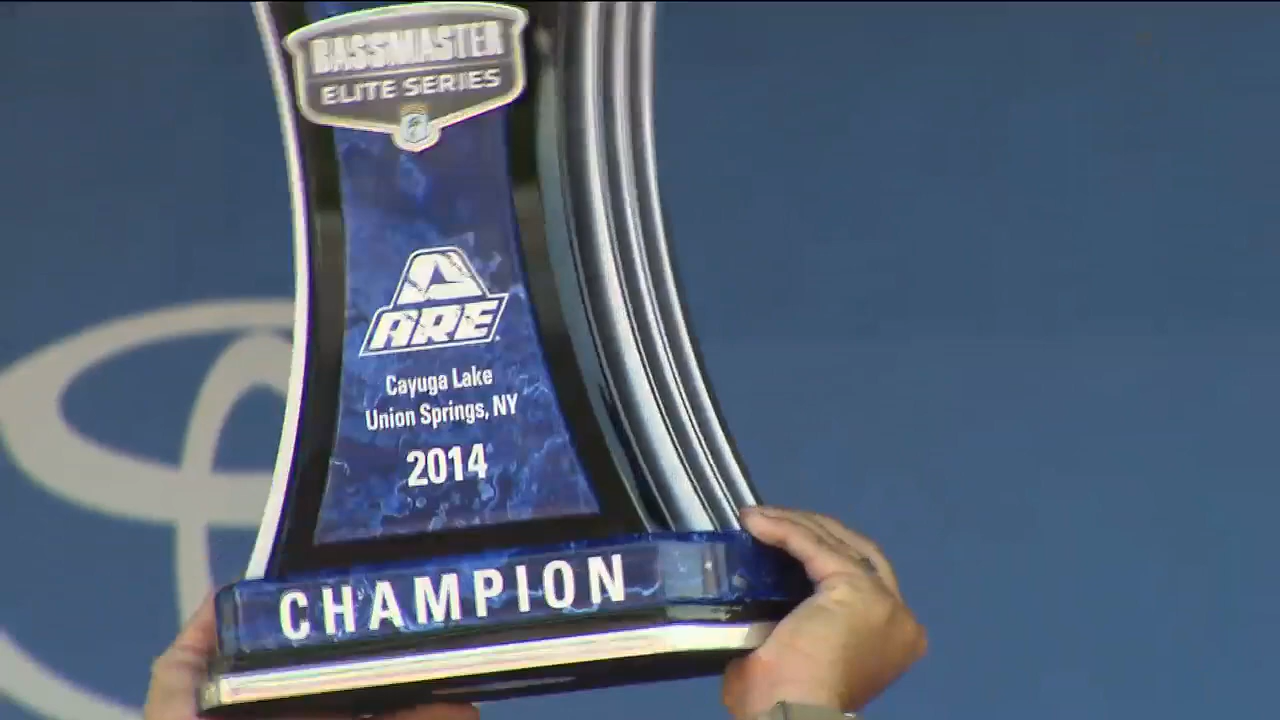 BASSMASTER
ELITE SERIES
ARE
Cayuga Lake
Union Springs, NY
2014
CHAMPION